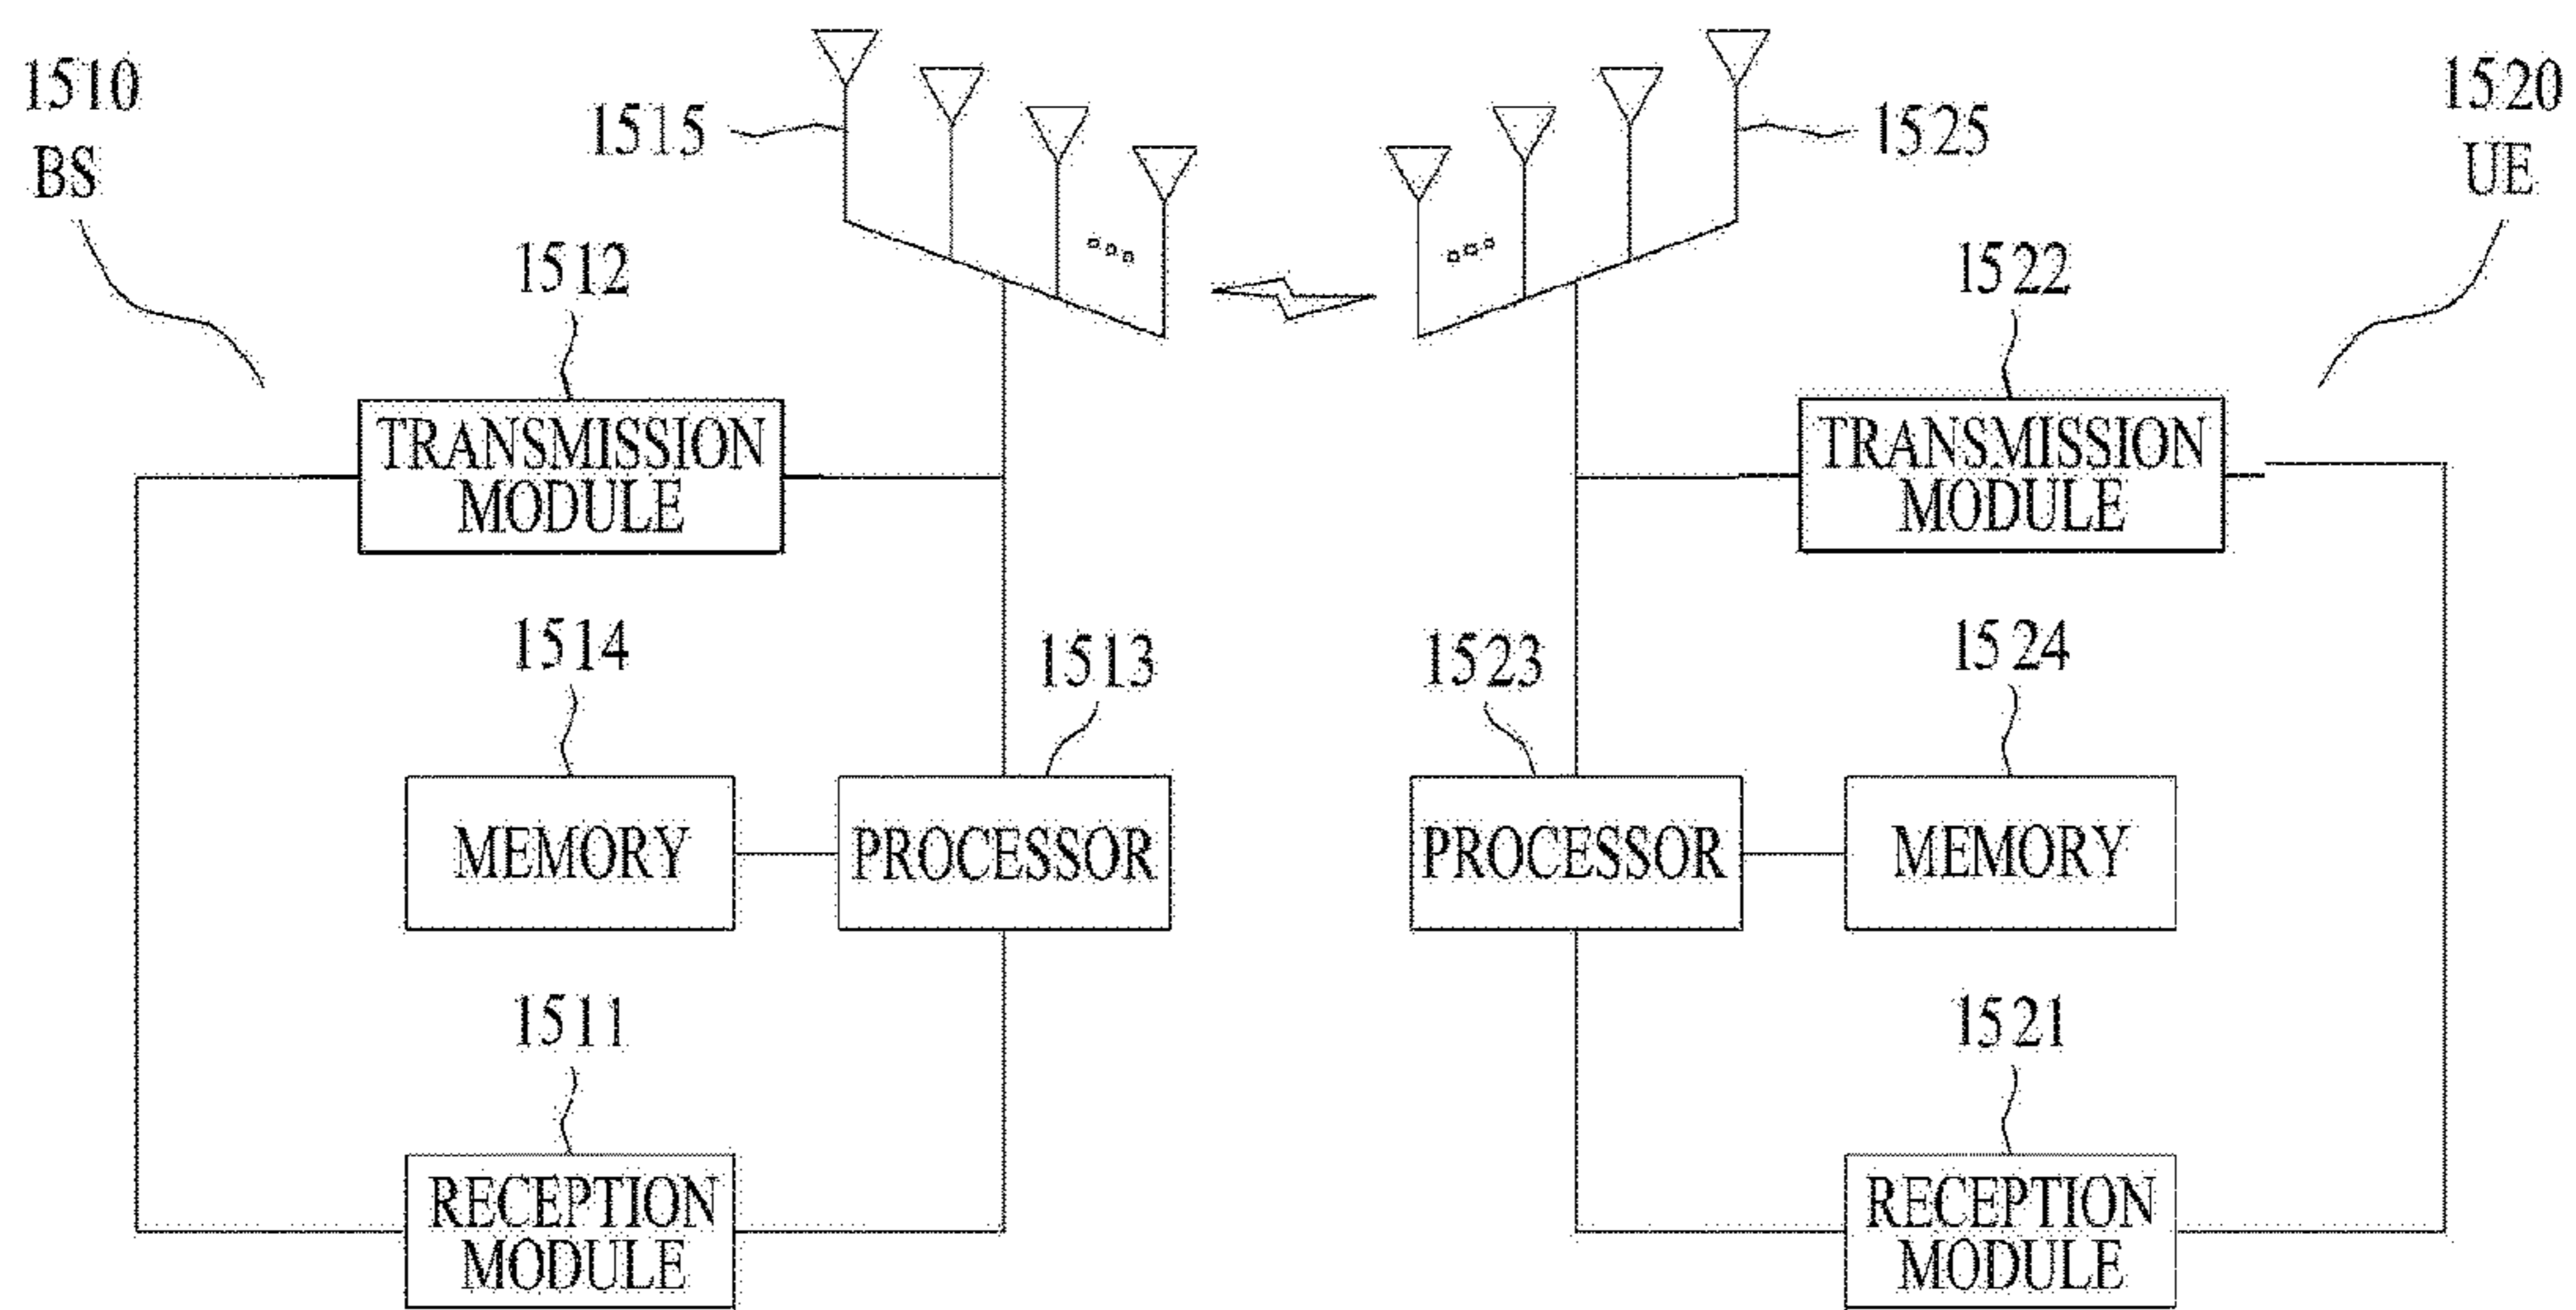 1510
BS
1515
1525
1520
UE
1512
1522
TRANSMISSION
MODULE
TRANSMISSION
MODULE
1514
1513
1523
1524
MEMORY
PROCESSOR
PROCESSOR
MEMORY
1511
1521
RECEPTION
MODULE
RECEPTION
MODULE